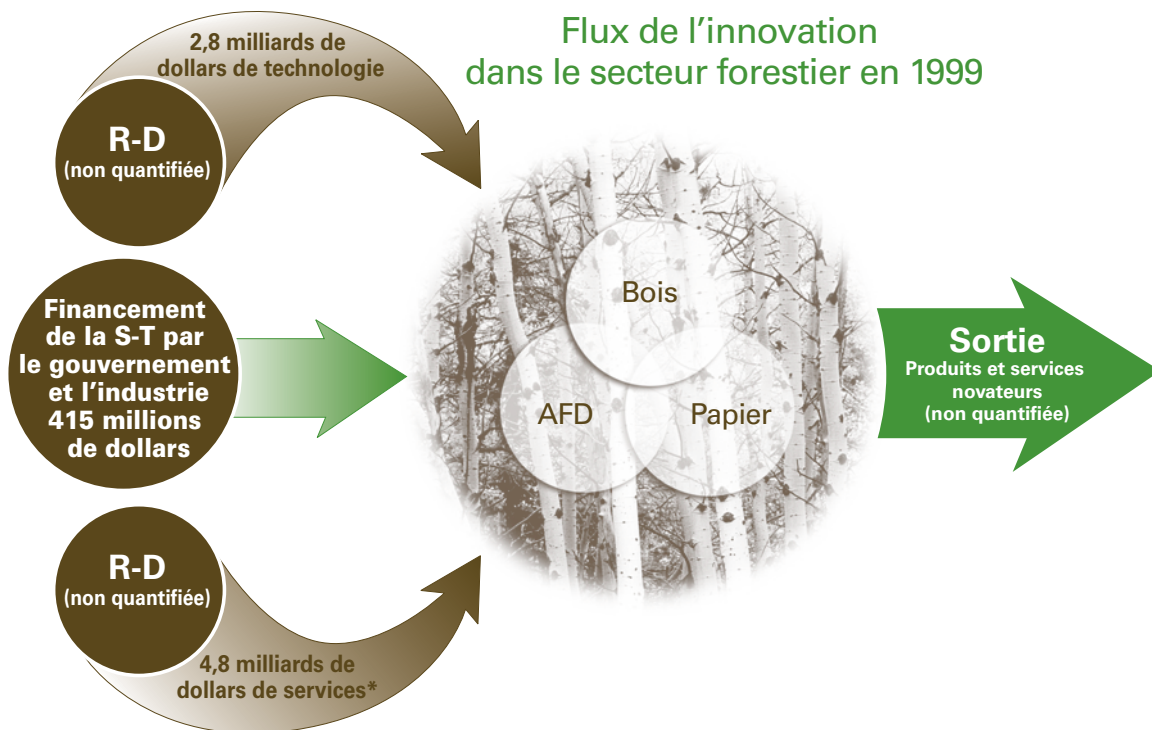 Flux de l'innovation
dans le secteur forestier en 1999
2,8 milliards de
dollars de technologie
R-D
(non quantifiée)
Financement
de la S-T par
le gouvernement
et l'industrie
415 millions
de dollars
R-D
(non quantifiée)
4,8 milliards de
dollars de services*
Bois
AFD
Papier
Sortie
Produits et services
novateurs
(non quantifiée)